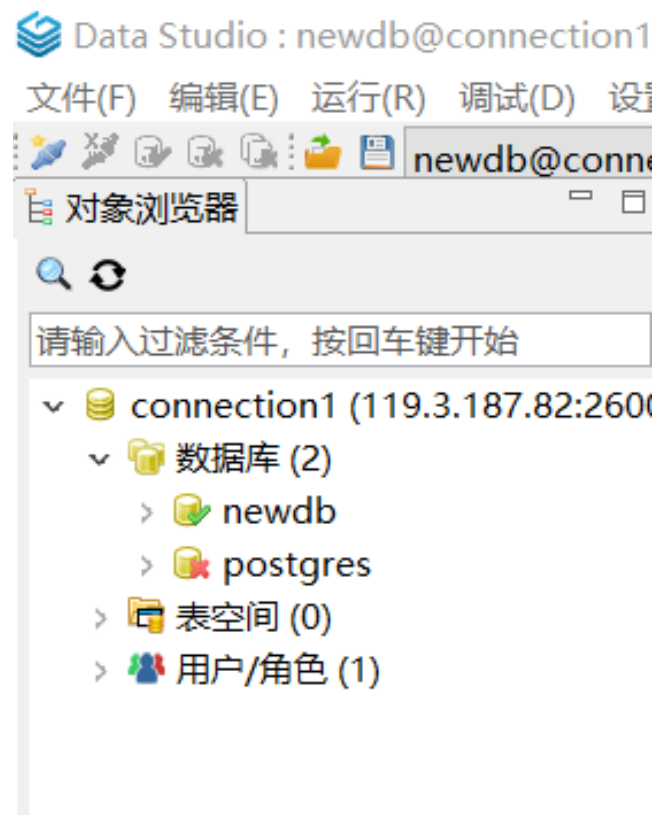 Data Studio : newdb@connection1
文件(F) 编辑(E) 运行(R) 调试(D) 设
newdb@conne
对象浏览器
请输入过滤条件，按回车键开始
connection1 (119.3.187.82:2600
数据库 (2)
newdb
postgres
表空间 (0)
用户/角色 (1)